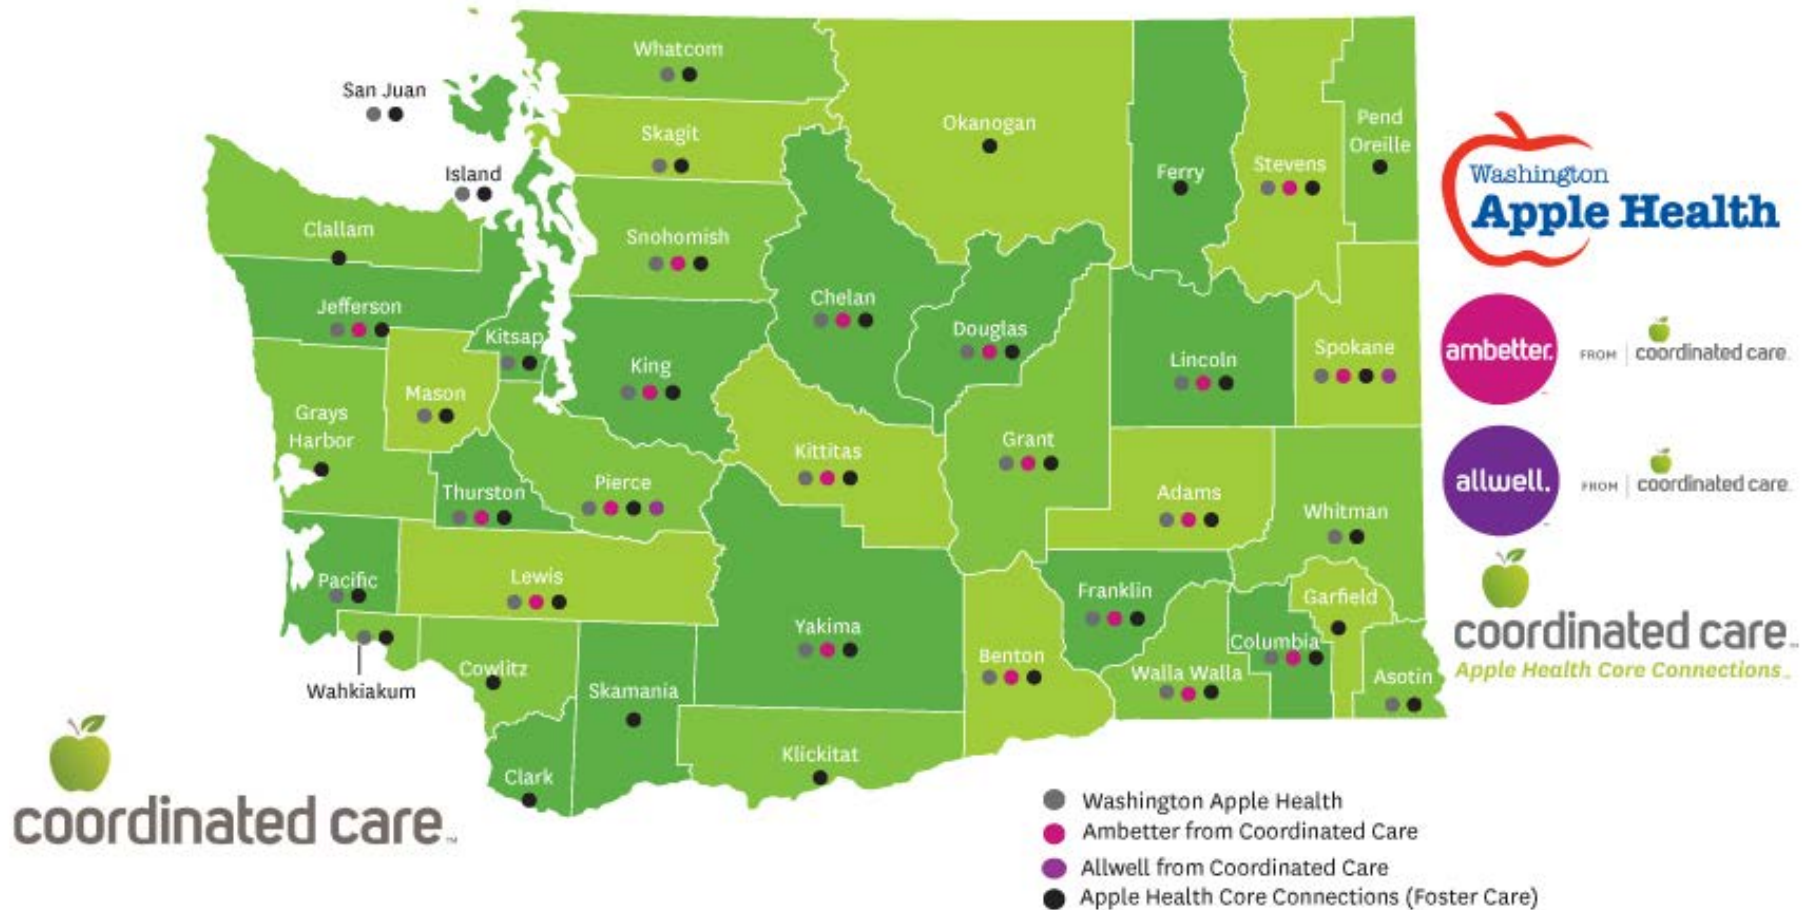 Whatcom
San Juan
Skagit
Okanogan
Pend
Oreille
Island
Ferry
Stevens
Washington
Apple Health
Clallam
Snohomish
Jefferson
Chelan
Kitsap
Douglas
Lincoln
Spokane
ambetter.
FROM
coordinated care
King
Mason
Grays
Harbor
Kittitas
Grant
Thurston
Pierce
Adams
Whitman
allwell.
FROM
coordinated care
Pacific
Lewis
Franklin
Garfield
Yakima
Columbia
Benton
Walla Walla
Asotin
coordinated care
Apple Health Core Connections
Wahkiakum
Cowlitz
Skamania
Klickitat
Clark
coordinated care™
Washington Apple Health
Ambetter from Coordinated Care
Allwell from Coordinated Care
Apple Health Core Connections (Foster Care)